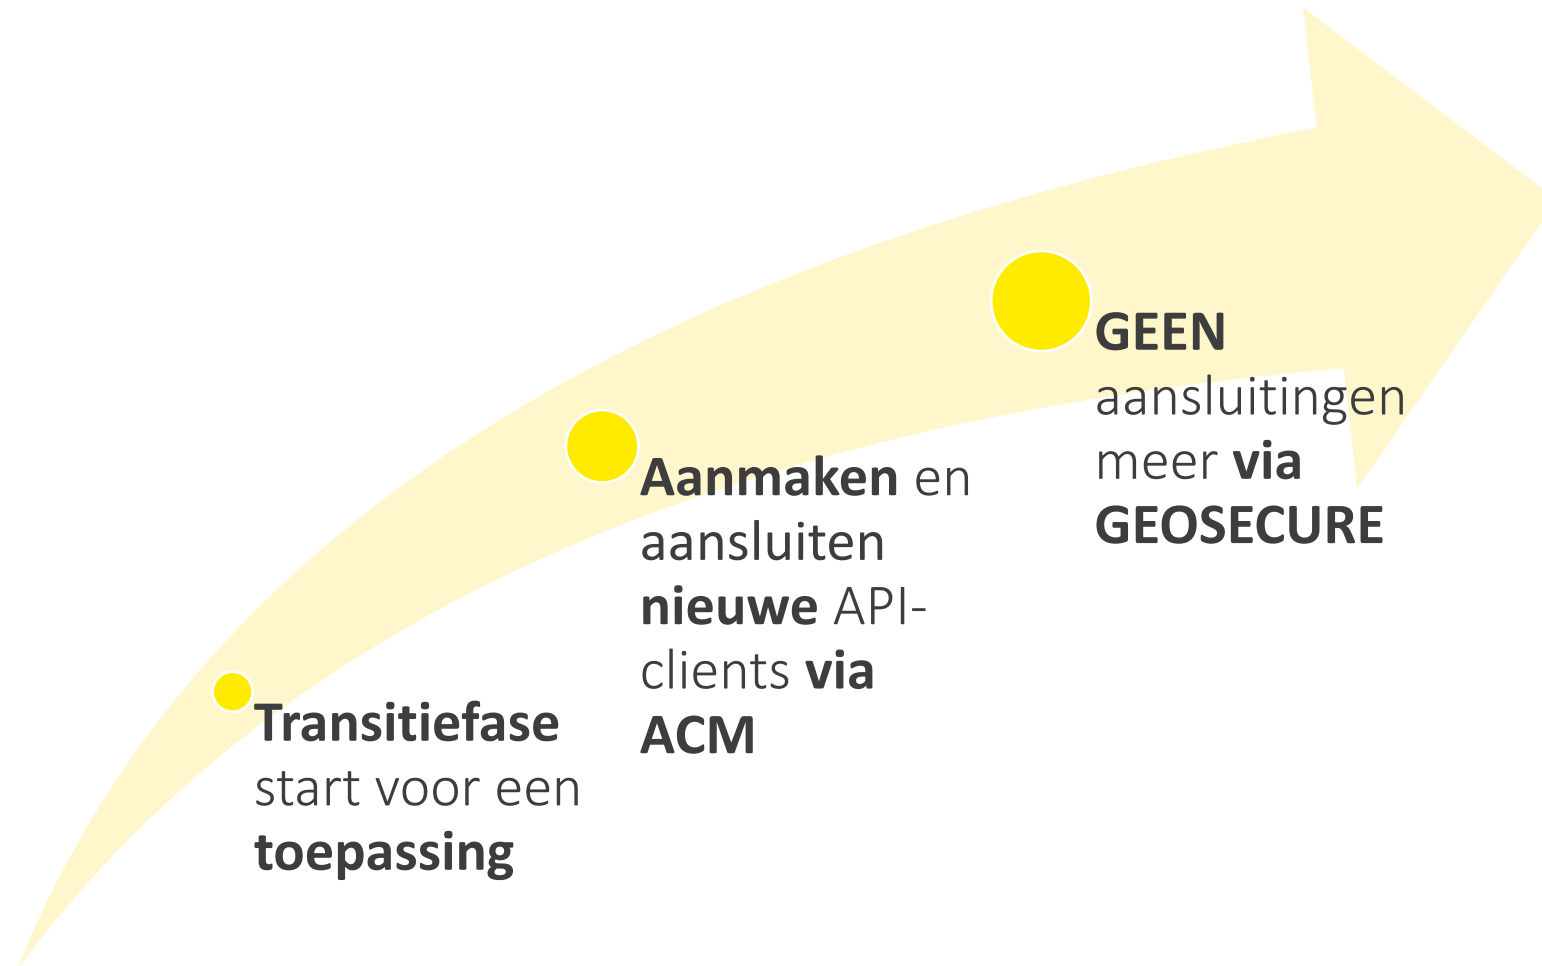 Transitiefase
start voor een
toepassing
Aanmaken en
aansluiten
nieuwe API-
clients via
ACM
GEEN
aansluitingen
meer via
GEOSECURE